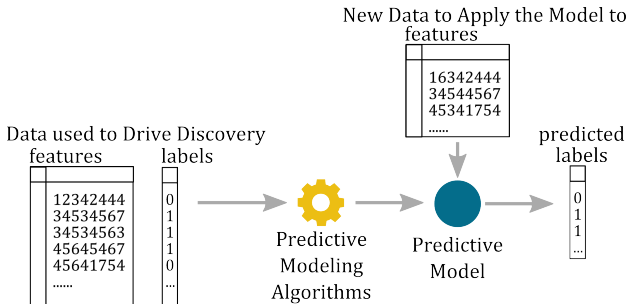 New Data to Apply the Model to
features
16342444
34544567
45341754
......
Data used to Drive Discovery
features
labels
12342444
34534567
34534563
45645467
45641754
......
0
1
1
1
0
...
Predictive
Modeling
Algorithms
Predictive
Model
predicted
labels
0
1
1
...